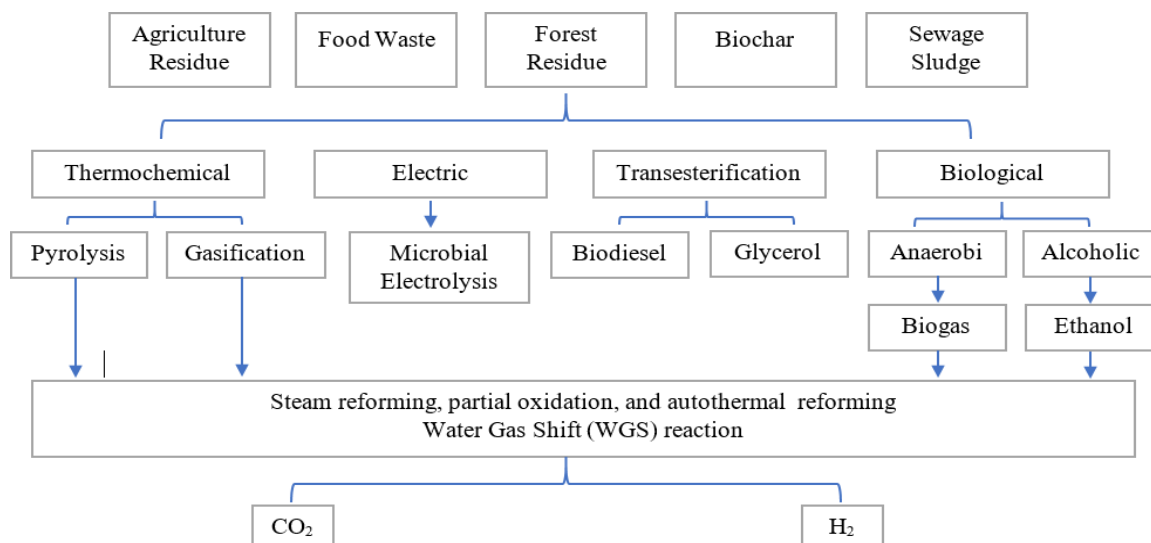 Agriculture
Residue
Food Waste
Forest
Residue
Biochar
Sewage
Sludge
Thermochemical
Electric
Transesterification
Biological
Pyrolysis
Gasification
Microbial
Electrolysis
Biodiesel
Glycerol
Anaerobi
Alcoholic
Biogas
Ethanol
Steam reforming, partial oxidation, and autothermal reforming
Water Gas Shift (WGS) reaction
CO₂
H₂